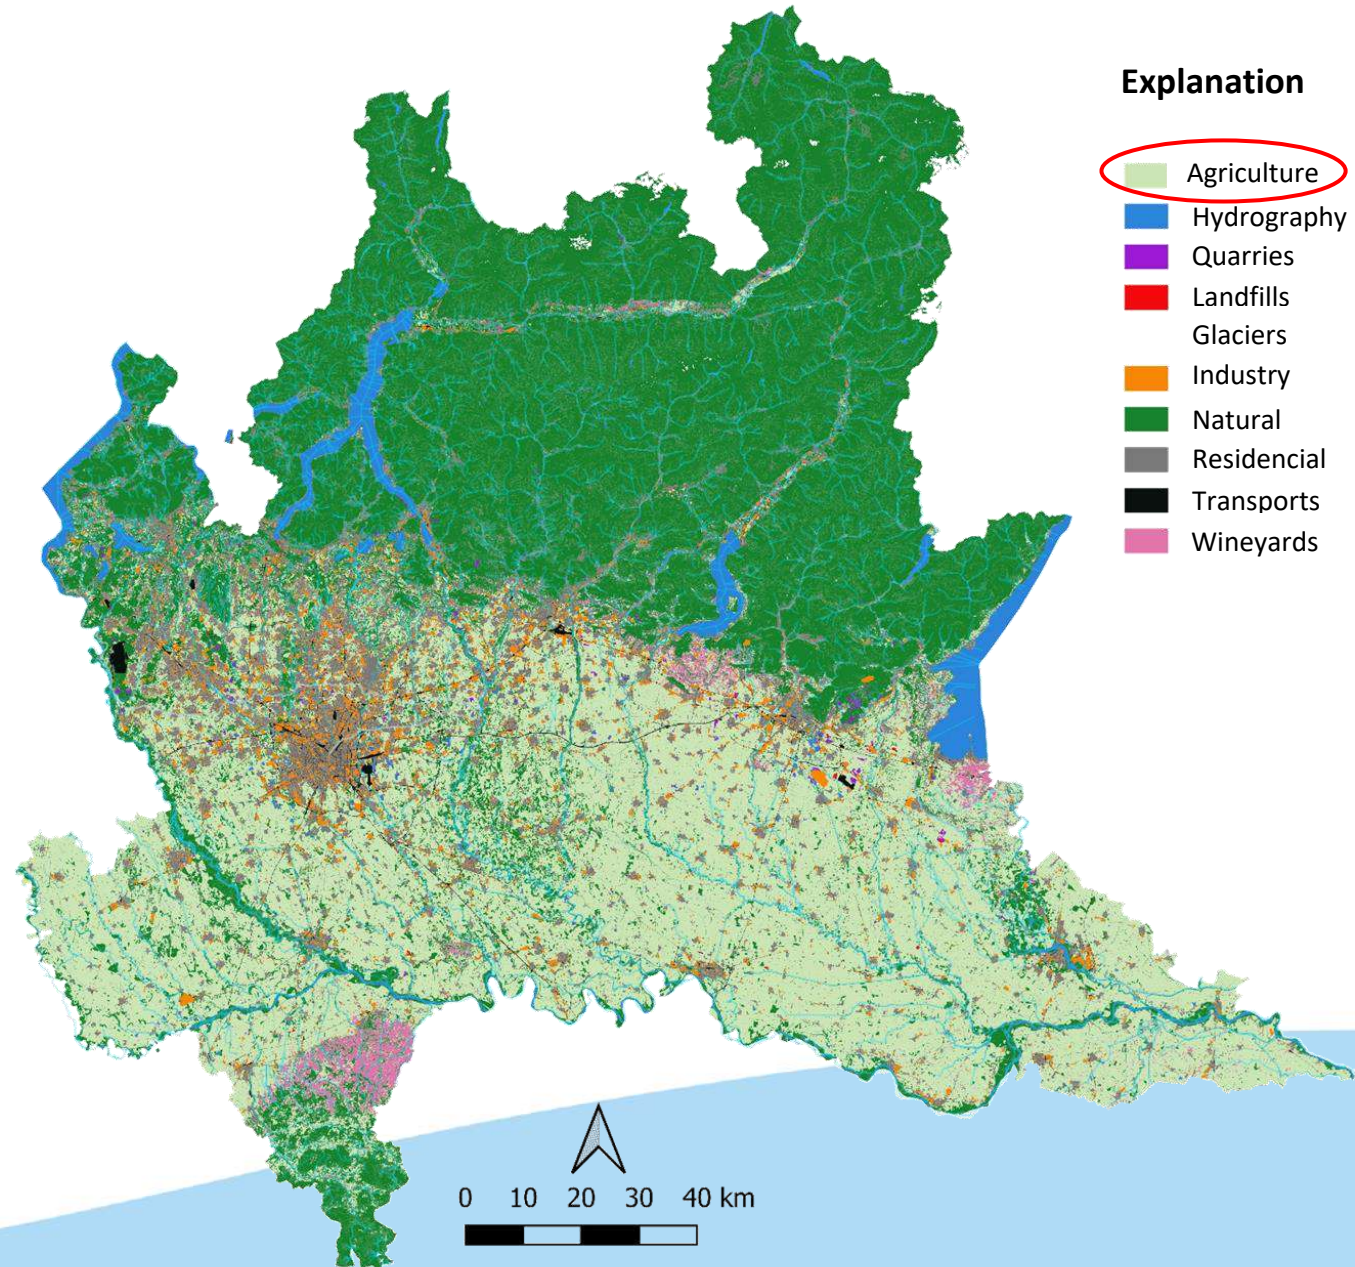 Explanation
Agriculture
Hydrography
Quarries
Landfills
Glaciers
Industry
Natural
Residencial
Transports
Wineyards
0 10 20 30 40 km